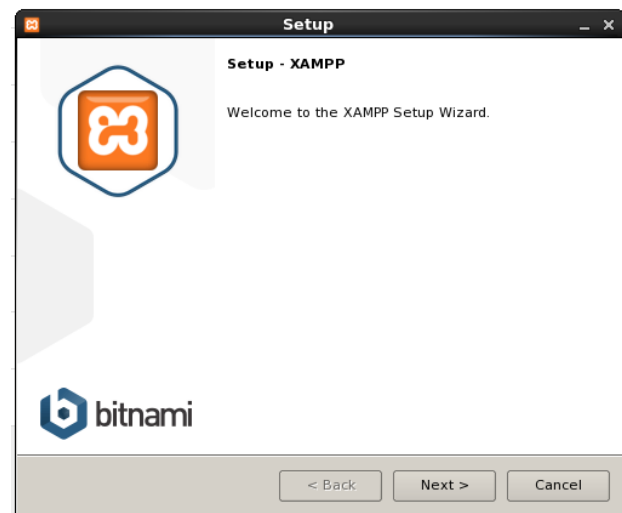 Setup
Setup - XAMPP
Welcome to the XAMPP Setup Wizard.
bitnami
< Back
Next >
Cancel